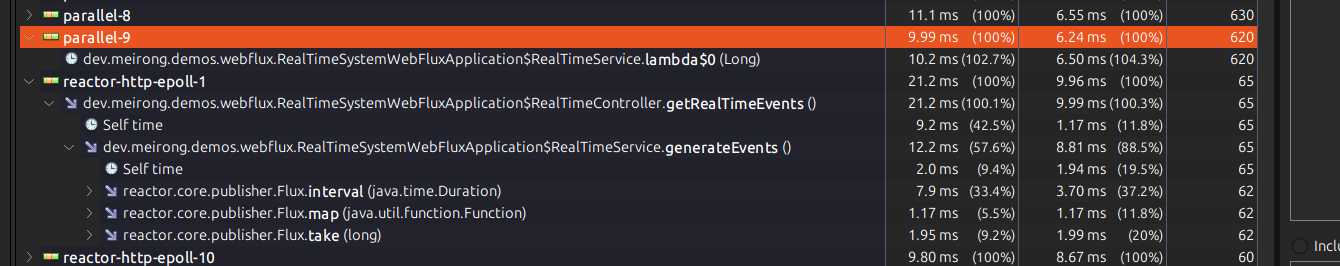 parallel-8 11.1 ms (100%) 6.55 ms (100%) 630
parallel-9 9.99 ms (100%) 6.24 ms (100%) 620
dev.meirong.demos.webflux.RealTimeSystemWebFluxApplication$RealTimeService.lambda$0 (Long) 10.2 ms (102.7%) 6.50 ms (104.3%) 620
reactor-http-epoll-1 21.2 ms (100%) 9.96 ms (100%) 65
dev.meirong.demos.webflux.RealTimeSystemWebFluxApplication$RealTimeController.getRealTimeEvents () 21.2 ms (100.1%) 9.99 ms (100.3%) 65
Self time 9.2 ms (42.5%) 1.17 ms (11.8%) 65
dev.meirong.demos.webflux.RealTimeSystemWebFluxApplication$RealTimeService.generateEvents () 12.2 ms (57.6%) 8.81 ms (88.5%) 65
Self time 2.0 ms (9.4%) 1.94 ms (19.5%) 65
reactor.core.publisher.Flux.interval (java.time.Duration) 7.9 ms (33.4%) 3.70 ms (37.2%) 62
reactor.core.publisher.Flux.map (java.util.function.Function) 1.17 ms (5.5%) 1.17 ms (11.8%) 62
reactor.core.publisher.Flux.take (long) 1.95 ms (9.2%) 1.99 ms (20%) 62
Inclu
reactor-http-epoll-10 9.80 ms (100%) 8.67 ms (100%) 60